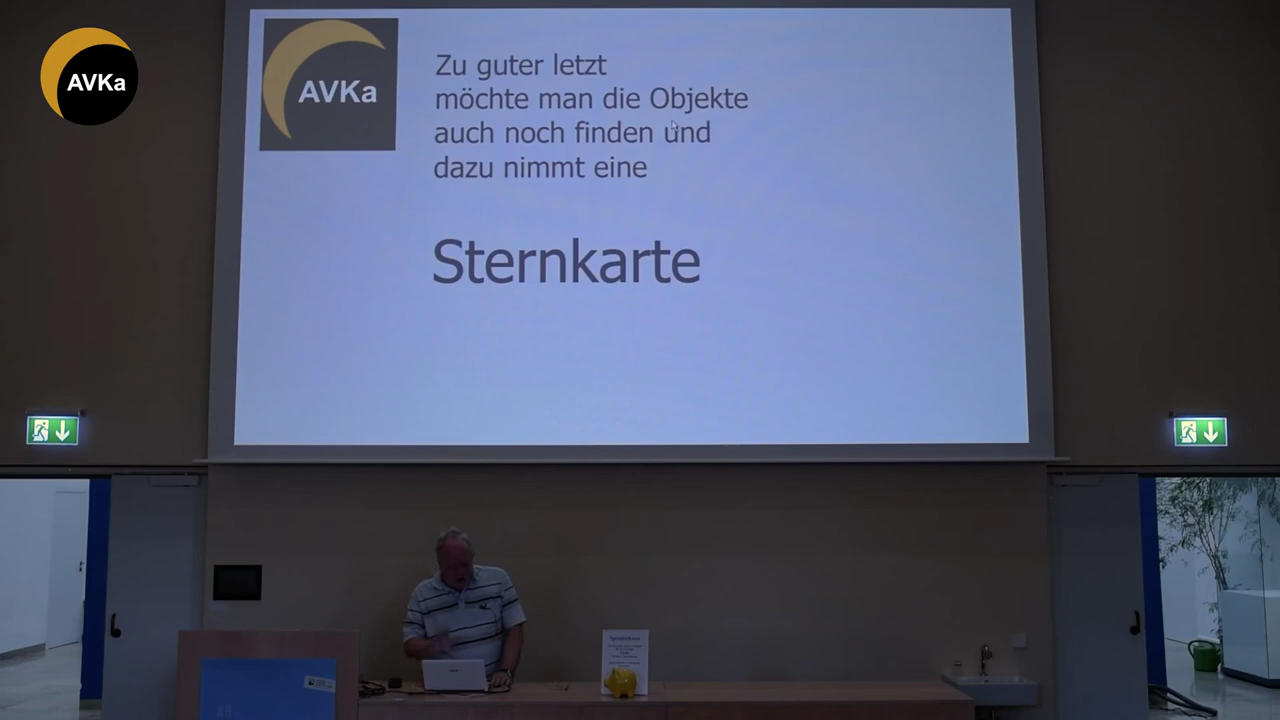 AVKa
AVKa
Zu guter letzt
möchte man die Objekte
auch noch finden und
dazu nimmt eine
Sternkarte